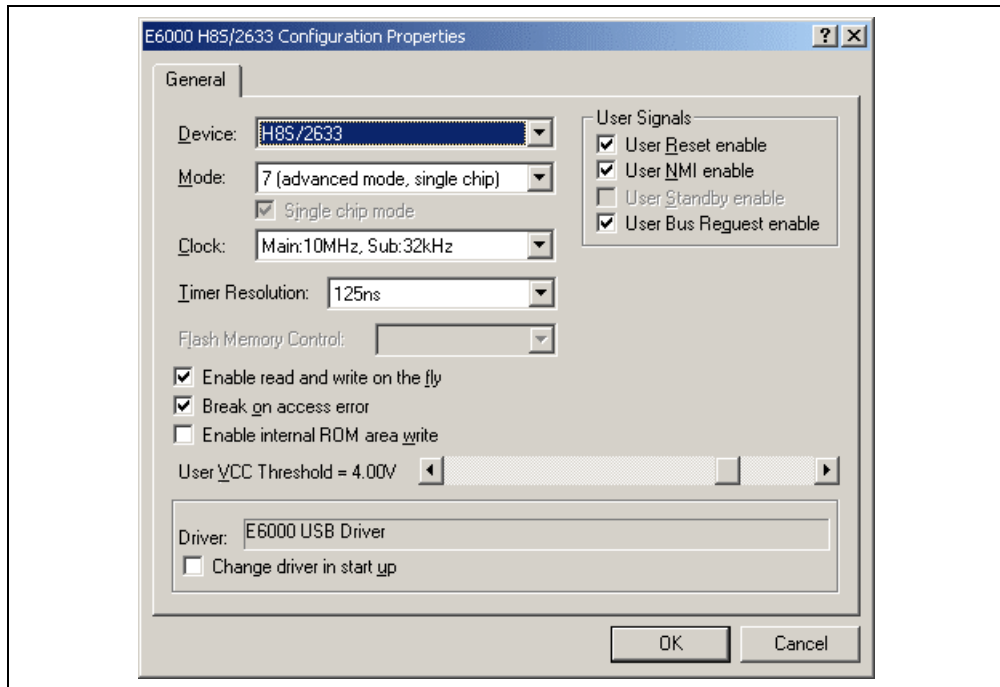 E6000 H8S/2633 Configuration Properties
General
Device: H8S/2633
Mode: 7 (advanced mode, single chip)
Single chip mode
Clock: Main:10MHz, Sub:32kHz
Timer Resolution: 125ns
Flash Memory Control:
Enable read and write on the fly
Break on access error
Enable internal ROM area write
User VCC Threshold = 4.00V
User Signals
User Reset enable
User NMI enable
User Standby enable
User Bus Reguest enable
Driver: E6000 USB Driver
Change driver in start up
OK
Cancel